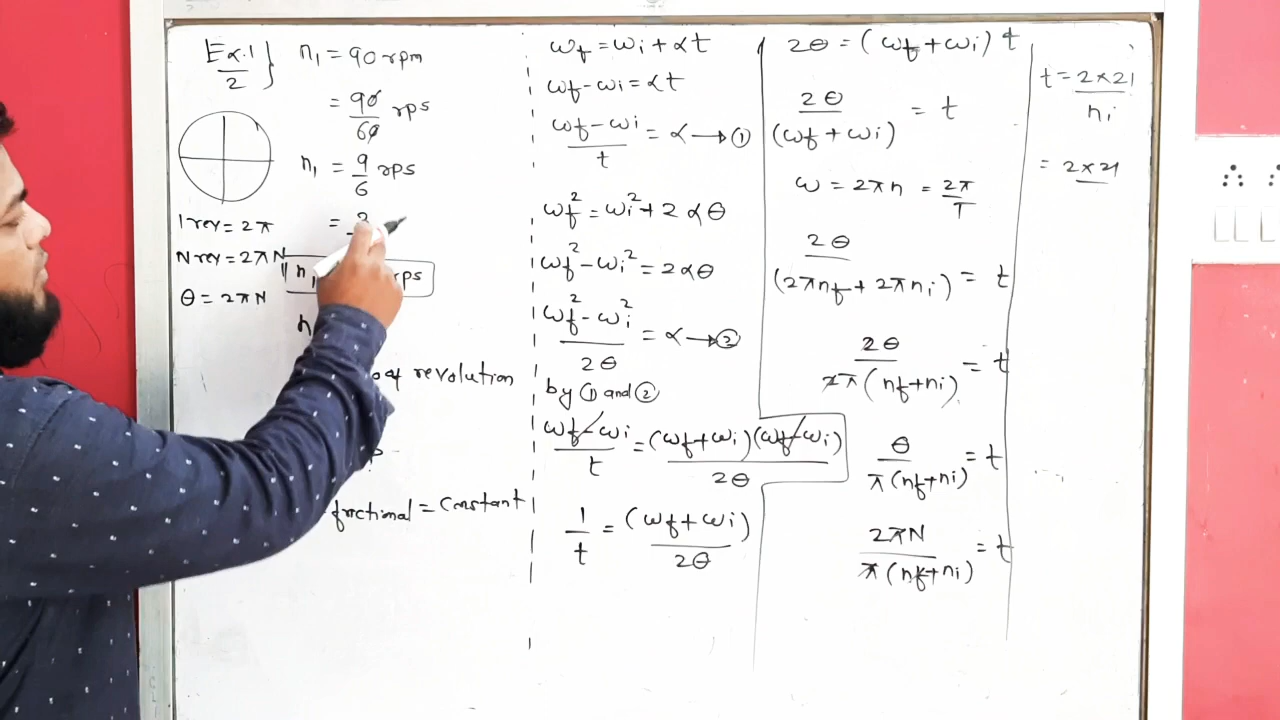 Ex.1
2
n₁ = 90 rpm
= 90/60 rps
n₁ = 9/6 rps
1 rev = 2π
N rev = 2πN
θ = 2πN
rps
of revolution
frictional = constant
ωf = ωi + αt
ωf - ωi = αt
ωf - ωi / t = α → ①
ωf² = ωi² + 2αθ
ωf² - ωi² = 2αθ
ωf² - ωi² / 2θ = α → ②
by ① and ②
ωf - ωi / t = (ωf + ωi)(ωf - ωi) / 2θ
1/t = (ωf + ωi) / 2θ
2θ = (ωf + ωi) t
2θ / (ωf + ωi) = t
ω = 2πn = 2π/T
2θ / (2πnf + 2πni) = t
2θ / 2π(nf + ni) = t
θ / π(nf + ni) = t
2πN / π(nf + ni) = t
t = 2×21 / ni
= 2×21